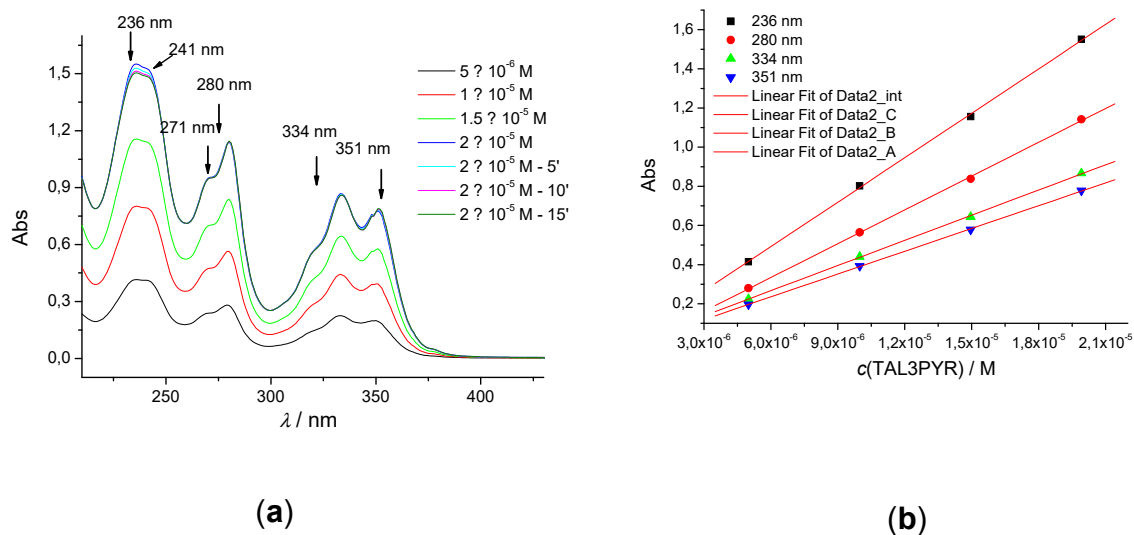 236 nm
241 nm
280 nm
271 nm
334 nm
351 nm
5 ? 10⁻⁶ M
1 ? 10⁻⁵ M
1.5 ? 10⁻⁵ M
2 ? 10⁻⁵ M
2 ? 10⁻⁵ M - 5'
2 ? 10⁻⁵ M - 10'
2 ? 10⁻⁵ M - 15'
1,5
1,2
0,9
0,6
0,3
0,0
Abs
250 300 350
λ / nm
(a)
236 nm
280 nm
334 nm
351 nm
Linear Fit of Data2_int
Linear Fit of Data2_C
Linear Fit of Data2_B
Linear Fit of Data2_A
1,6
1,4
1,2
1,0
0,8
0,6
0,4
0,2
Abs
3,0x10⁻⁶ 6,0x10⁻⁶ 9,0x10⁻⁶ 1,2x10⁻⁵ 1,5x10⁻⁵ 1,8x10⁻⁵ 2,1x10⁻⁵
c(TAL3PYR) / M
(b)